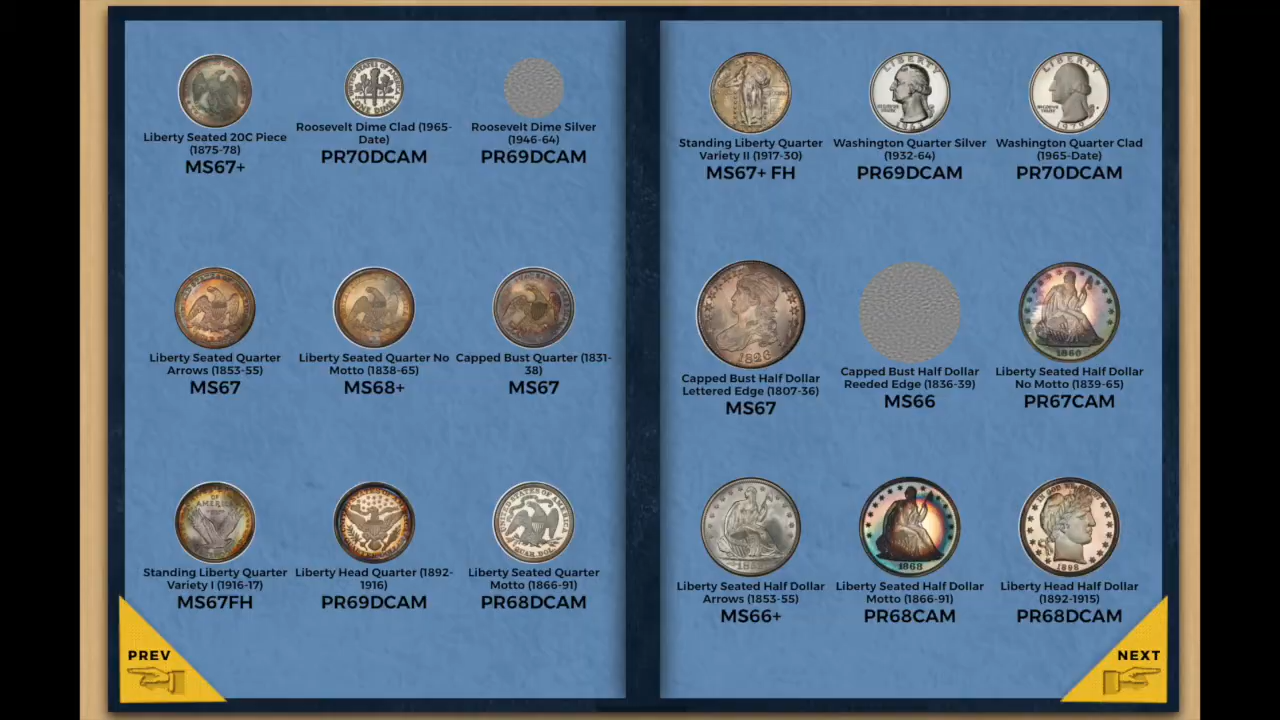 Liberty Seated 20C Piece
(1875-78)
MS67+
Roosevelt Dime Clad (1965-
Date)
PR70DCAM
Roosevelt Dime Silver
(1946-64)
PR69DCAM
Liberty Seated Quarter
Arrows (1853-55)
MS67
Liberty Seated Quarter No
Motto (1838-65)
MS68+
Capped Bust Quarter (1831-
38)
MS67
Standing Liberty Quarter
Variety I (1916-17)
MS67FH
Liberty Head Quarter (1892-
1916)
PR69DCAM
Liberty Seated Quarter
Motto (1866-91)
PR68DCAM
PREV
Standing Liberty Quarter
Variety II (1917-30)
MS67+ FH
LIBERTY
Washington Quarter Silver
(1932-64)
PR69DCAM
LIBERTY
Washington Quarter Clad
(1965-Date)
PR70DCAM
1826
Capped Bust Half Dollar
Lettered Edge (1807-36)
MS67
Capped Bust Half Dollar
Reeded Edge (1836-39)
MS66
1860
Liberty Seated Half Dollar
No Motto (1839-65)
PR67CAM
Liberty Seated Half Dollar
Arrows (1853-55)
MS66+
1868
Liberty Seated Half Dollar
Motto (1866-91)
PR68CAM
1898
Liberty Head Half Dollar
(1892-1915)
PR68DCAM
NEXT